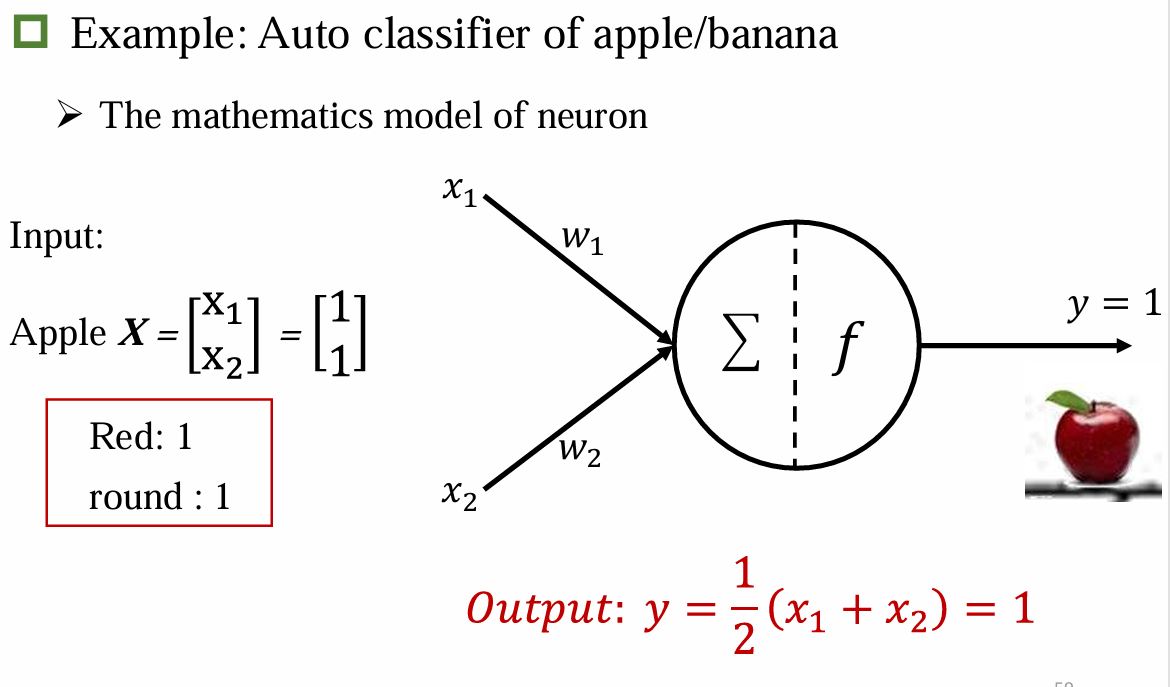 Example: Auto classifier of apple/banana
➢ The mathematics model of neuron
Input:
Apple X = [x₁ x₂] = [1 1]
Red: 1
round : 1
x₁
w₁
∑ f
y = 1
w₂
x₂
Output: y = 1/2 (x₁ + x₂) = 1